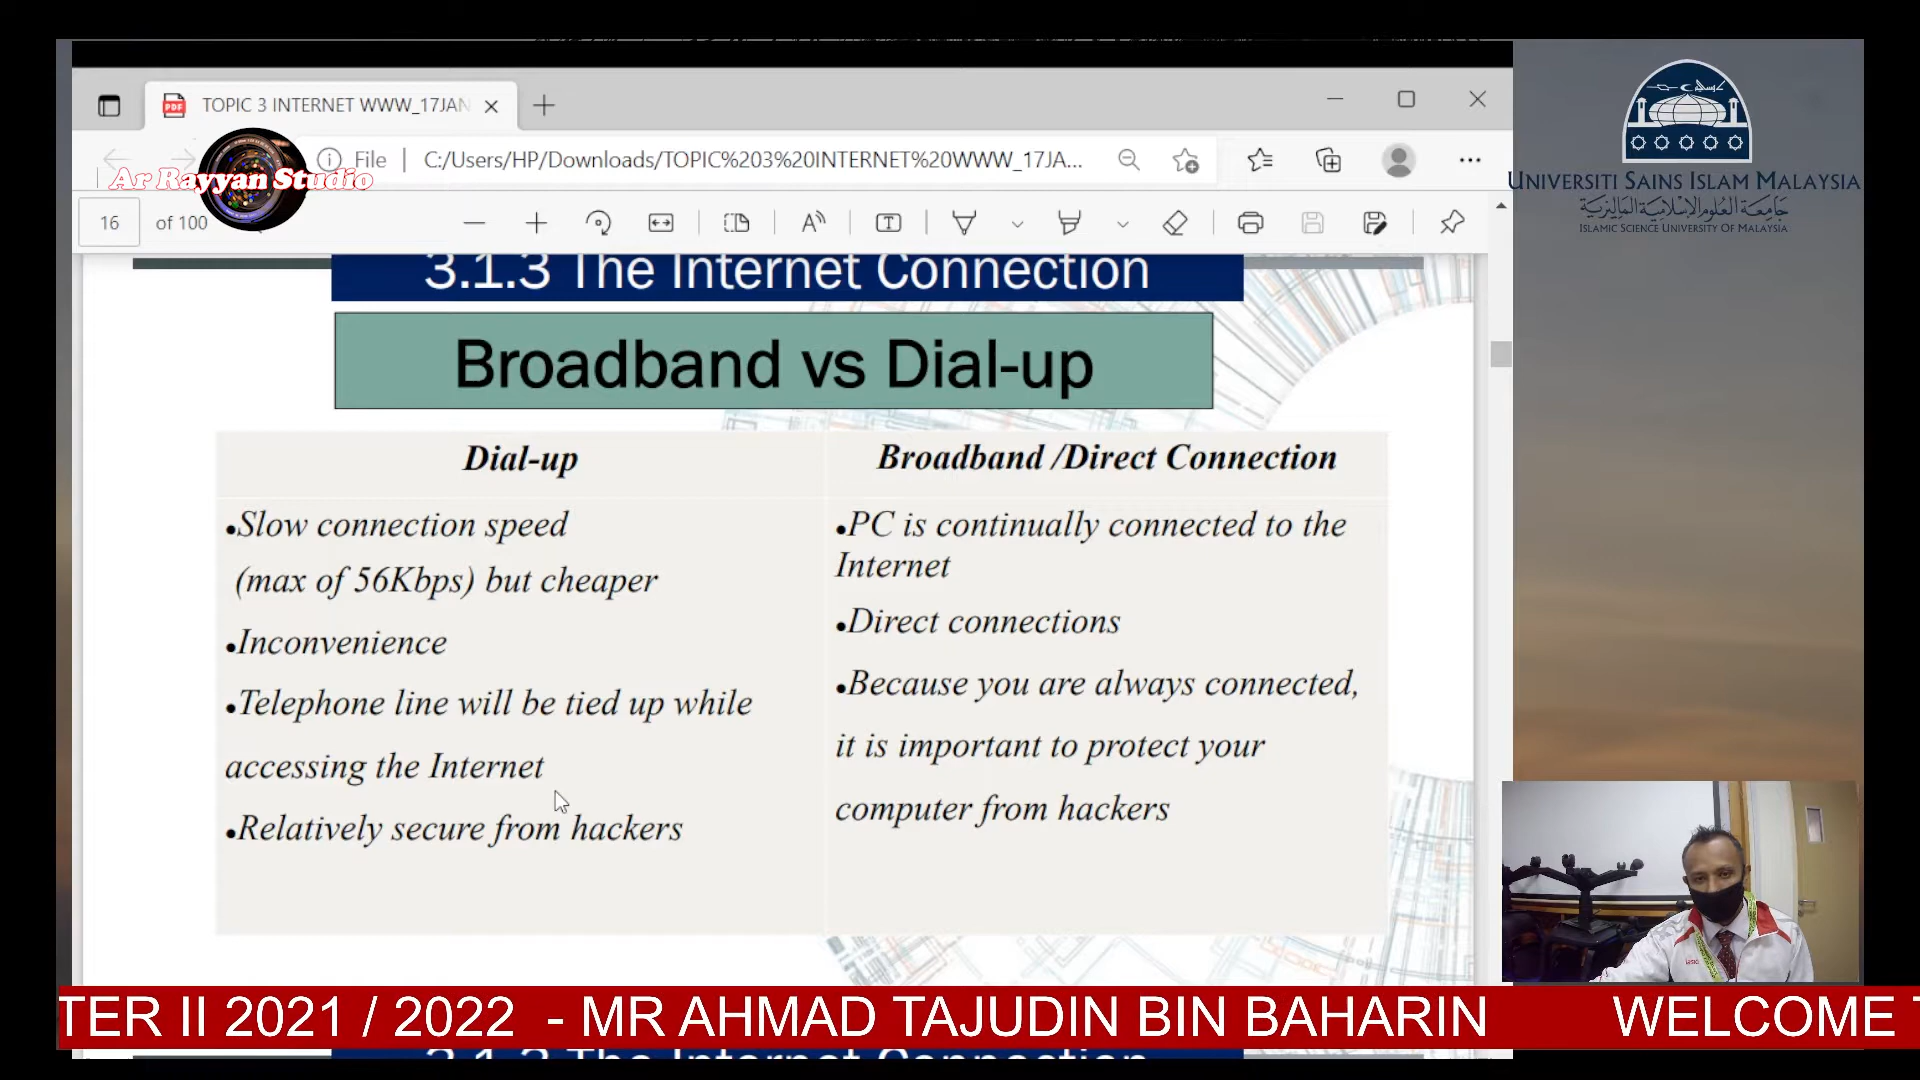 TOPIC 3 INTERNET WWW_17JAN
File
C:/Users/HP/Downloads/TOPIC%203%20INTERNET%20WWW_17JA...
Ar Rayyan Studio
16 of 100
UNIVERSITI SAINS ISLAM MALAYSIA
جامعة العلوم الإسلامية الماليزية
ISLAMIC SCIENCE UNIVERSITY OF MALAYSIA
3.1.3 The Internet Connection
Broadband vs Dial-up
Dial-up
•Slow connection speed
(max of 56Kbps) but cheaper
•Inconvenience
•Telephone line will be tied up while
accessing the Internet
•Relatively secure from hackers
Broadband /Direct Connection
•PC is continually connected to the
Internet
•Direct connections
•Because you are always connected,
it is important to protect your
computer from hackers
TER II 2021 / 2022 - MR AHMAD TAJUDIN BIN BAHARIN WELCOME T
3.1.3 The Internet Connection